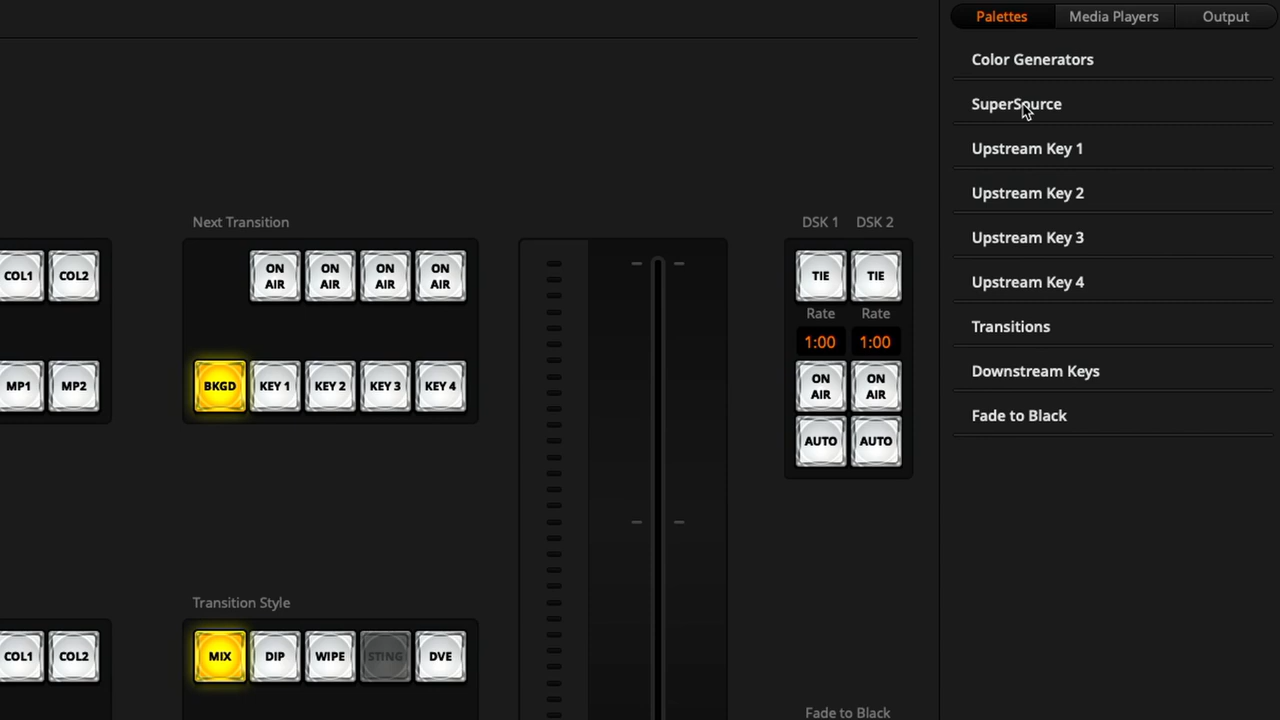 Palettes
Media Players
Output
Color Generators
SuperSource
Upstream Key 1
Upstream Key 2
Upstream Key 3
Upstream Key 4
Transitions
Downstream Keys
Fade to Black
COL1
COL2
MP1
MP2
Next Transition
ON AIR
ON AIR
ON AIR
ON AIR
BKGD
KEY 1
KEY 2
KEY 3
KEY 4
DSK 1
DSK 2
TIE
TIE
Rate
Rate
1:00
1:00
ON AIR
ON AIR
AUTO
AUTO
COL1
COL2
Transition Style
MIX
DIP
WIPE
STING
DVE
Fade to Black